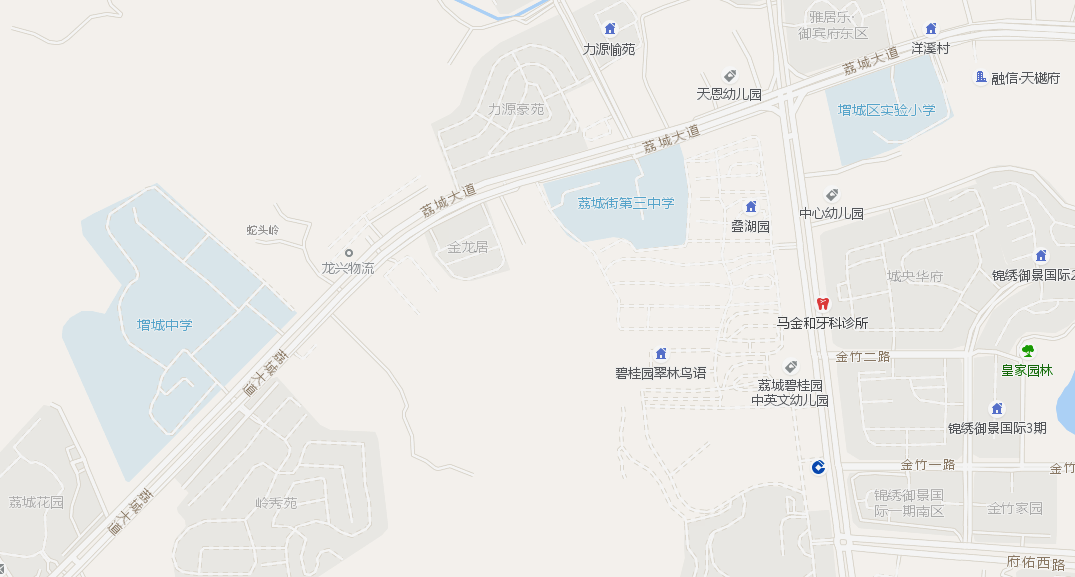 雅居乐·
御宾府东区
力源愉苑
洋溪村
荔城大道
融信·天樾府
天恩幼儿园
力源豪苑
增城区实验小学
荔城大道
荔城大道
荔城街第三中学
中心幼儿园
叠湖园
蛇头岭
金龙居
龙兴物流
城央华府
锦绣御景国际2
增城中学
马金和牙科诊所
荔城大道
金竹二路
碧桂园翠林鸟语
皇家园林
荔城碧桂园
中英文幼儿园
锦绣御景国际3期
金竹一路
金竹
荔城花园
岭秀苑
荔城大道
锦绣御景国
际一期南区
金竹家园
府佑西路